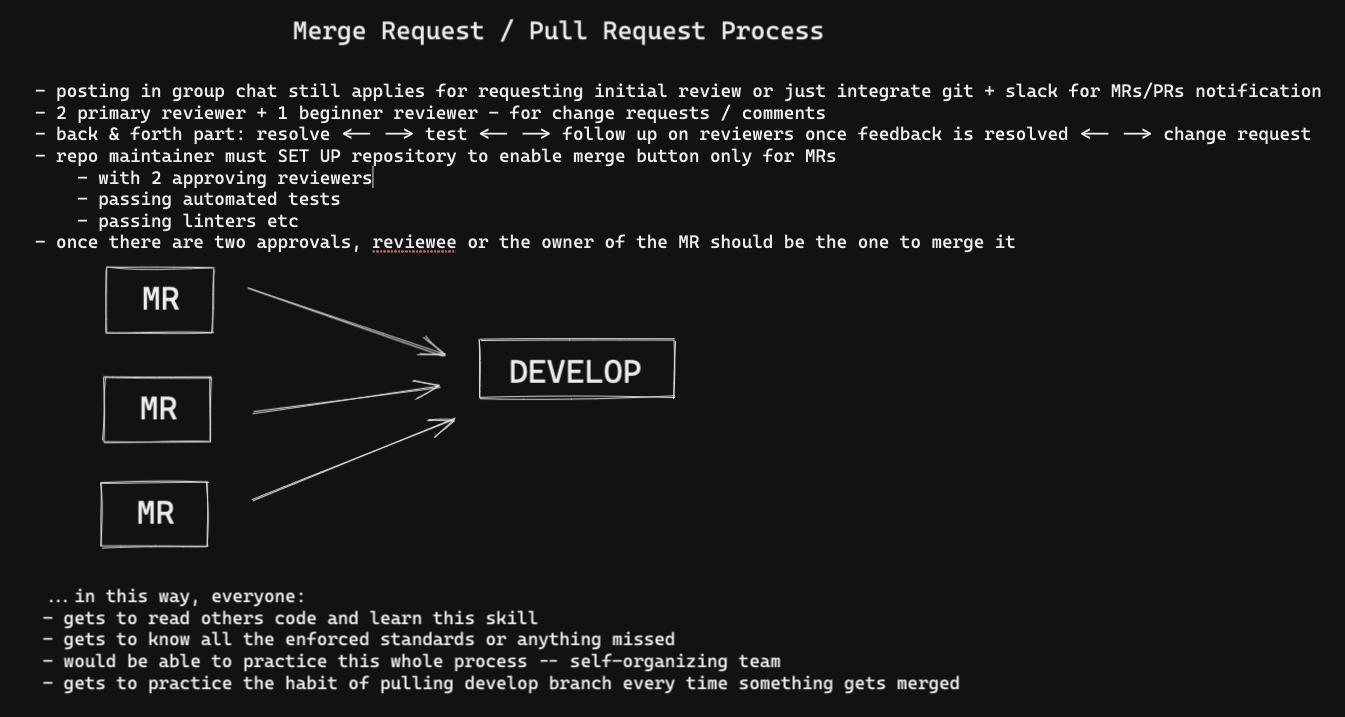 Merge Request / Pull Request Process
- posting in group chat still applies for requesting initial review or just integrate git + slack for MRs/PRs notification
- 2 primary reviewer + 1 beginner reviewer - for change requests / comments
- back & forth part: resolve <-- --> test <-- --> follow up on reviewers once feedback is resolved <-- --> change request
- repo maintainer must SET UP repository to enable merge button only for MRs
- with 2 approving reviewers
- passing automated tests
- passing linters etc
- once there are two approvals, reviewee or the owner of the MR should be the one to merge it
MR
DEVELOP
MR
MR
...in this way, everyone:
- gets to read others code and learn this skill
- gets to know all the enforced standards or anything missed
- would be able to practice this whole process -- self-organizing team
- gets to practice the habit of pulling develop branch every time something gets merged